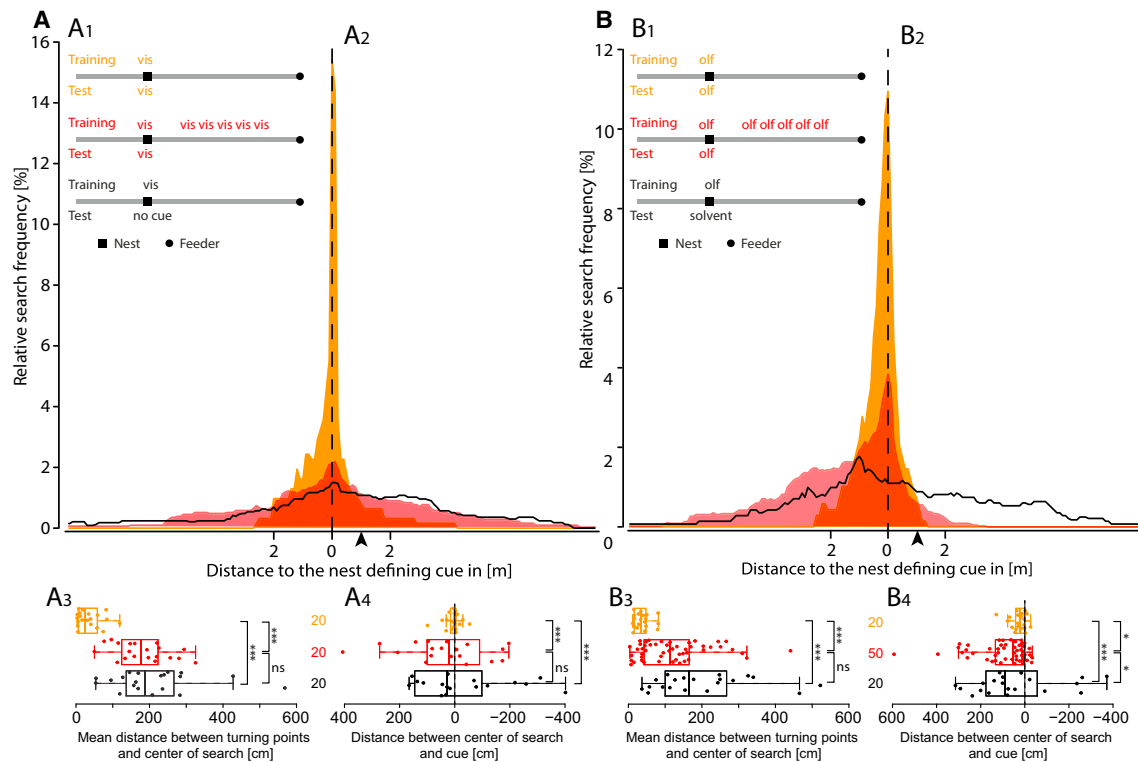 A
A1
A2
16
14
12
10
8
6
4
2
0
Relative search frequency [%]
Training vis
Test vis
Training vis vis vis vis vis vis
Test vis
Training vis
Test no cue
Nest Feeder
2 0 2
Distance to the nest defining cue in [m]
B
B1
B2
12
10
8
6
4
2
0
Relative search frequency [%]
Training olf
Test olf
Training olf olf olf olf olf olf
Test olf
Training olf
Test solvent
Nest Feeder
2 0 2
Distance to the nest defining cue in [m]
A3
***
***
ns
0 200 400 600
Mean distance between turning points
and center of search [cm]
A4
20
20
20
***
***
ns
400 200 0 −200 −400
Distance between center of search
and cue [cm]
B3
***
***
ns
0 200 400 600
Mean distance between turning points
and center of search [cm]
B4
20
50
20
*
*
***
600 400 200 0 −200 −400
Distance between center of search
and cue [cm]